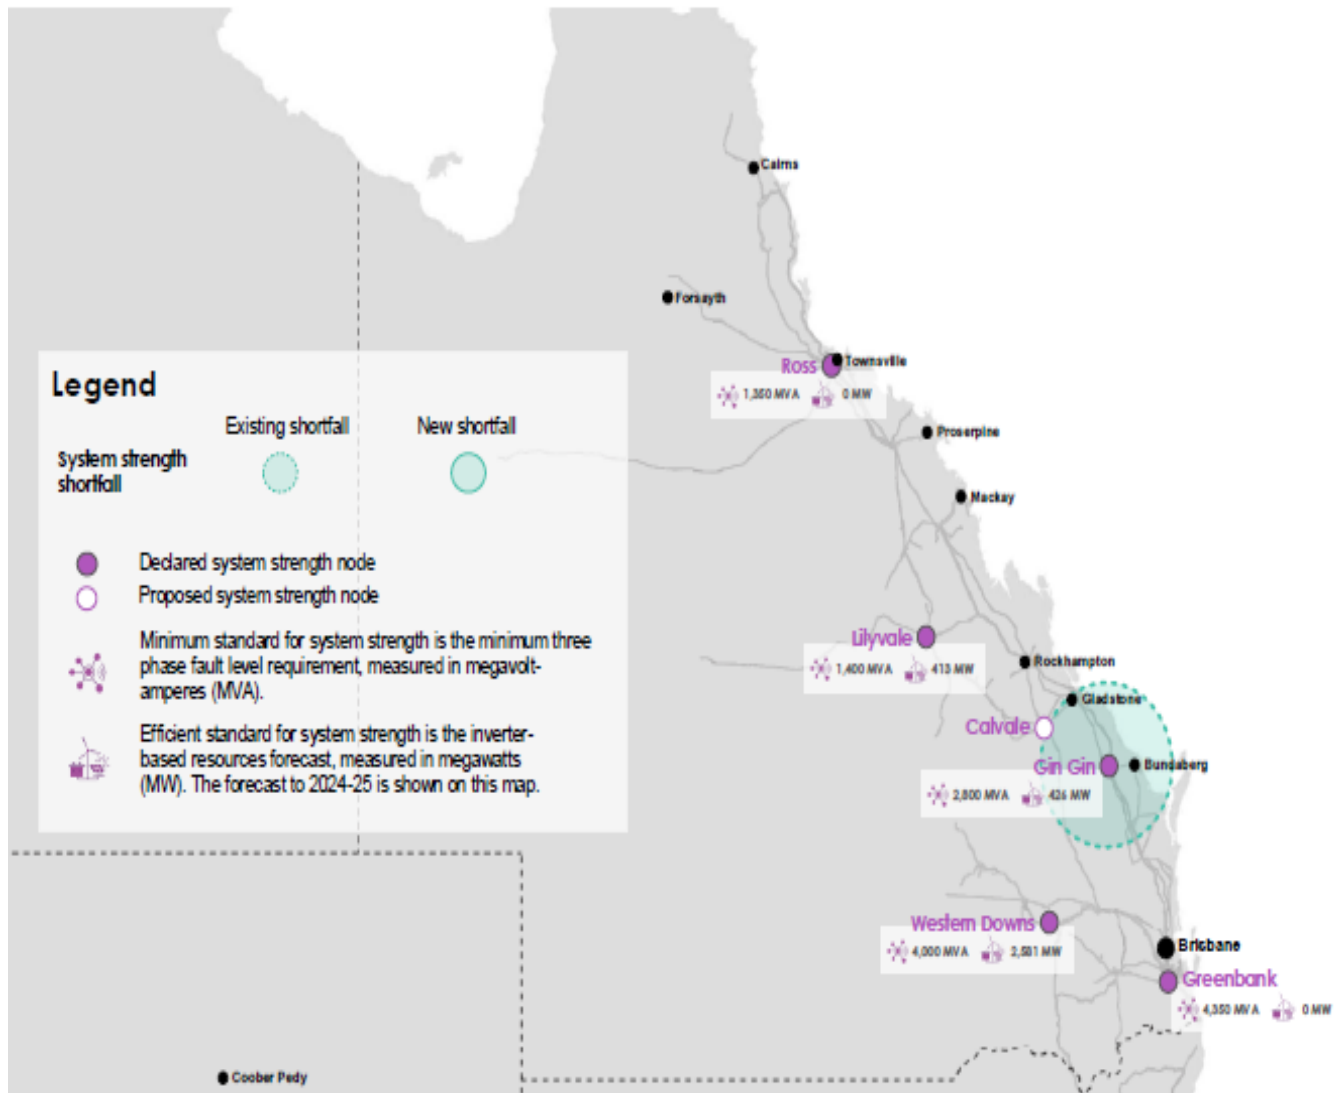 Cairns
Forsayth
Ross
Townsville
1,350 MVA 0 MW
Proserpine
Mackay
Legend
Existing shortfall New shortfall
System strength
shortfall
Declared system strength node
Proposed system strength node
Minimum standard for system strength is the minimum three
phase fault level requirement, measured in megavolt-
amperes (MVA).
Efficient standard for system strength is the inverter-
based resources forecast, measured in megawatts
(MW). The forecast to 2024-25 is shown on this map.
Lilyvale
1,400 MVA 413 MW
Rockhampton
Gladstone
Calvale
Gin Gin
Bundaberg
2,800 MVA 426 MW
Western Downs
4,000 MVA 2,581 MW
Brisbane
Greenbank
4,350 MVA 0 MW
Coober Pedy